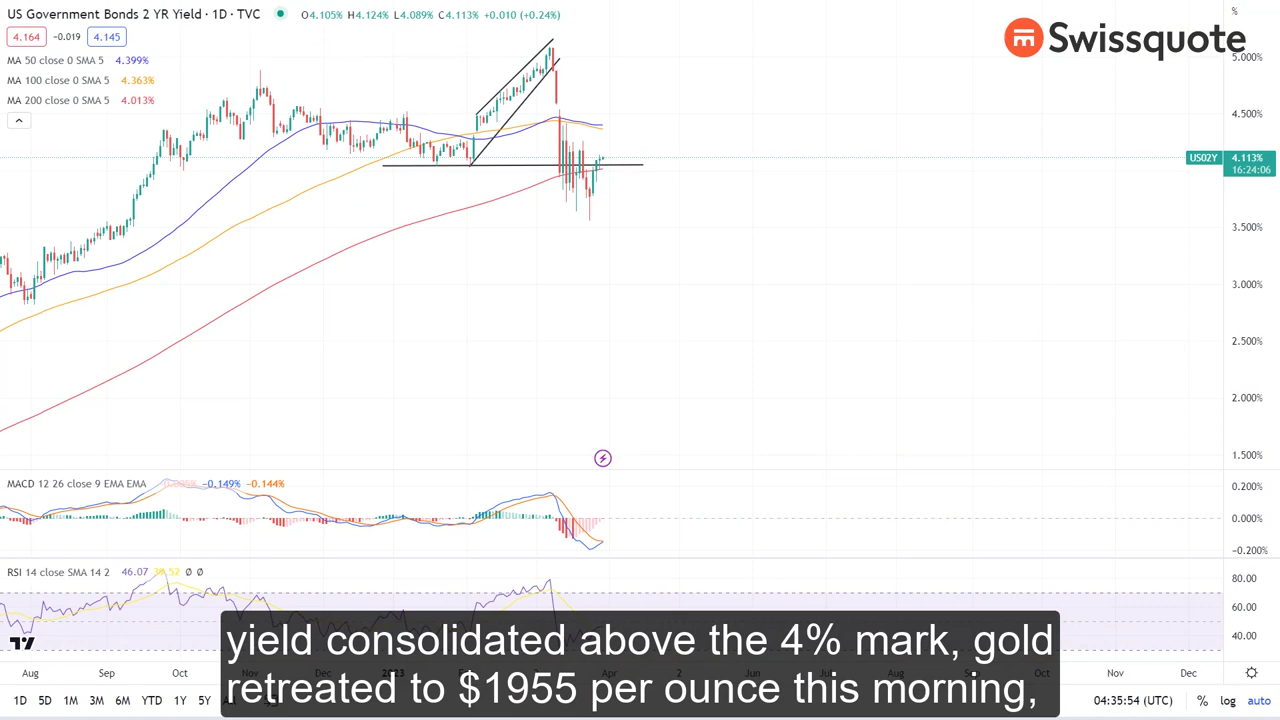 US Government Bonds 2 YR Yield · 1D · TVC O4.105% H4.124% L4.089% C4.113% +0.010 (+0.24%)
Swissquote
4.164 -0.019 4.145
MA 50 close 0 SMA 5 4.399%
MA 100 close 0 SMA 5 4.363%
MA 200 close 0 SMA 5 4.013%
%
5.000%
4.500%
US02Y 4.113%
16:24:06
3.500%
3.000%
2.500%
2.000%
1.500%
MACD 12 26 close 9 EMA EMA -0.149% -0.144%
0.200%
0.000%
-0.200%
RSI 14 close SMA 14 2 46.07 Ø Ø
80.00
60.00
40.00
yield consolidated above the 4% mark, gold
retreated to $1955 per ounce this morning,
Aug Sep Oct Nov 2023 Apr 2 Nov Dec
1D 5D 1M 3M 6M YTD 1Y 5 04:35:54 (UTC) % log auto